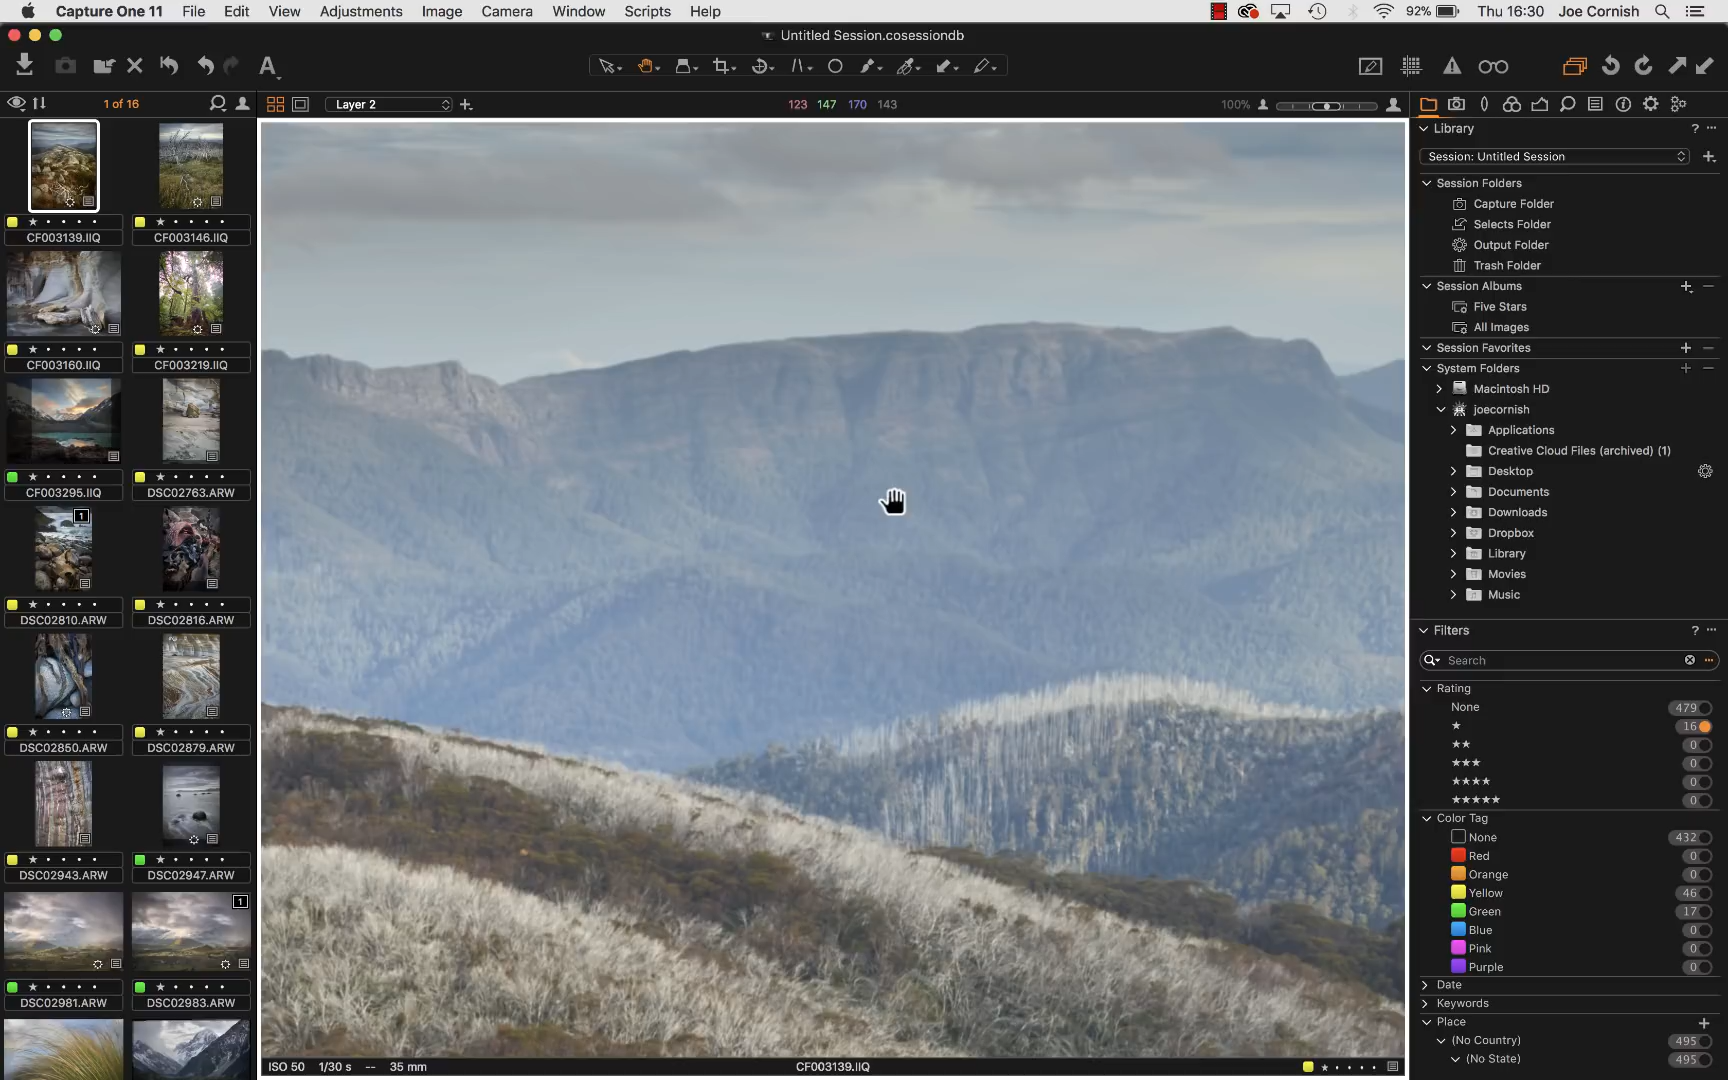 Capture One 11 File Edit View Adjustments Image Camera Window Scripts Help 92% Thu 16:30 Joe Cornish
Untitled Session.cosessiondb
A
1 of 16
Layer 2
123 147 170 143
100%
CF003139.IIQ CF003146.IIQ
CF003160.IIQ CF003219.IIQ
CF003295.IIQ DSC02763.ARW
1
DSC02810.ARW DSC02816.ARW
DSC02850.ARW DSC02879.ARW
DSC02943.ARW DSC02947.ARW
1
DSC02981.ARW DSC02983.ARW
ISO 50 1/30 s -- 35 mm
CF003139.IIQ
Library ?
Session: Untitled Session
Session Folders
Capture Folder
Selects Folder
Output Folder
Trash Folder
Session Albums
Five Stars
All Images
Session Favorites
System Folders
Macintosh HD
joecornish
Applications
Creative Cloud Files (archived) (1)
Desktop
Documents
Downloads
Dropbox
Library
Movies
Music
Filters ?
Search
Rating
None 479
★ 16
★★ 0
★★★ 0
★★★★ 0
★★★★★ 0
Color Tag
None 432
Red 0
Orange 0
Yellow 46
Green 17
Blue 0
Pink 0
Purple 0
Date
Keywords
Place
(No Country) 495
(No State) 495